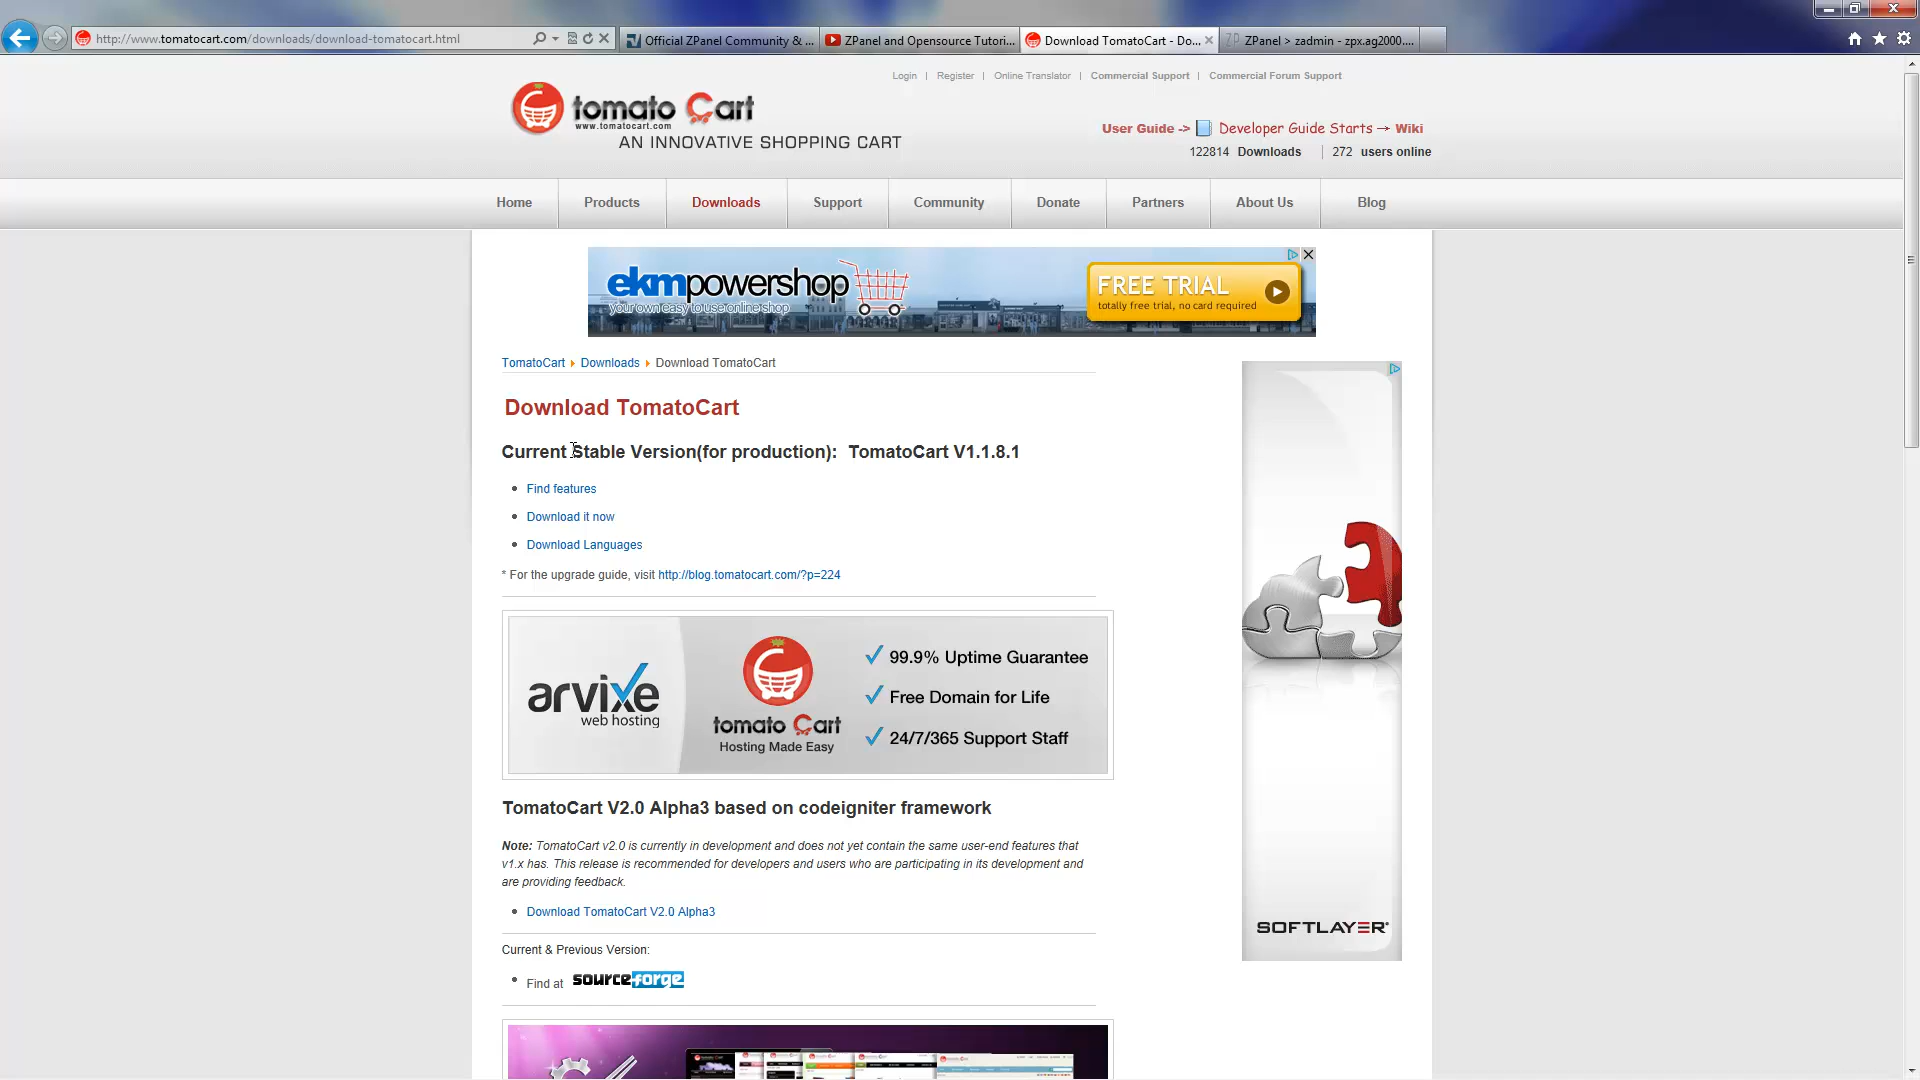 http://www.tomatocart.com/downloads/download-tomatocart.html
Official ZPanel Community & ...
ZPanel and Opensource Tutori...
Download TomatoCart - Do...
ZPanel > zadmin - zpx.ag2000....
Login | Register | Online Translator | Commercial Support | Commercial Forum Support
tomato Cart
www.tomatocart.com
AN INNOVATIVE SHOPPING CART
User Guide -> Developer Guide Starts → Wiki
122814 Downloads | 272 users online
Home Products Downloads Support Community Donate Partners About Us Blog
ekmpowershop
your own easy to use online shop
FREE TRIAL
totally free trial, no card required
TomatoCart Downloads Download TomatoCart
Download TomatoCart
Current Stable Version(for production): TomatoCart V1.1.8.1
Find features
Download it now
Download Languages
* For the upgrade guide, visit http://blog.tomatocart.com/?p=224
arvixe
web hosting
tomato Cart
Hosting Made Easy
99.9% Uptime Guarantee
Free Domain for Life
24/7/365 Support Staff
TomatoCart V2.0 Alpha3 based on codeigniter framework
Note: TomatoCart v2.0 is currently in development and does not yet contain the same user-end features that
v1.x has. This release is recommended for developers and users who are participating in its development and
are providing feedback.
Download TomatoCart V2.0 Alpha3
Current & Previous Version:
Find at sourceforge
SOFTLAYER®